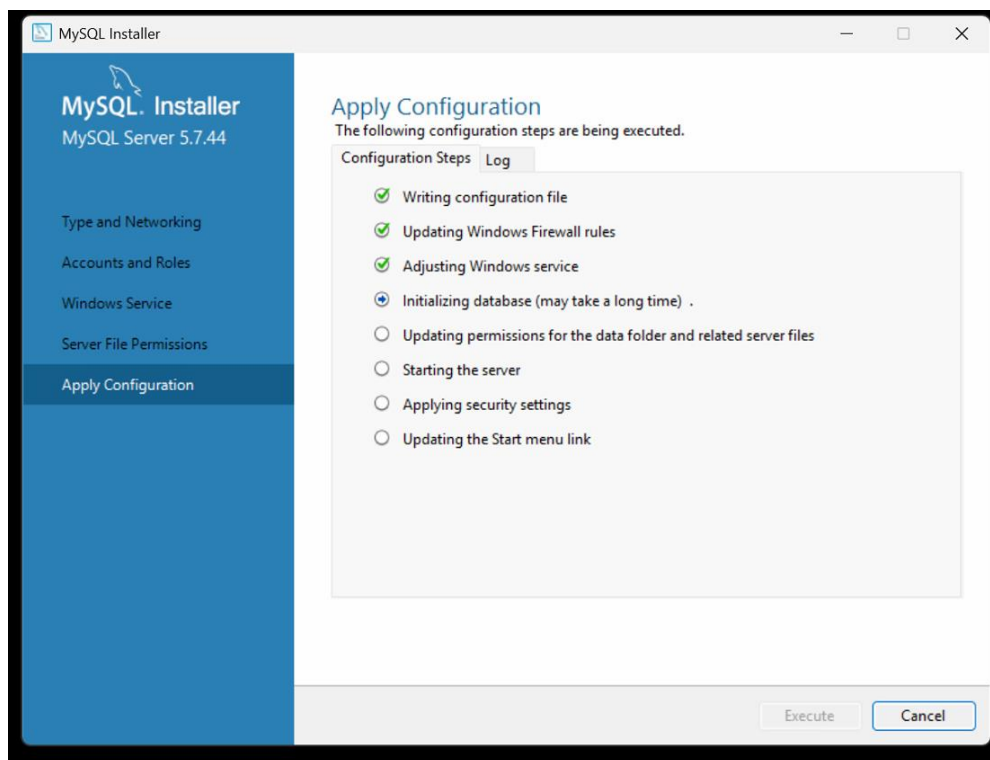 MySQL Installer
MySQL. Installer
MySQL Server 5.7.44
Type and Networking
Accounts and Roles
Windows Service
Server File Permissions
Apply Configuration
Apply Configuration
The following configuration steps are being executed.
Configuration Steps Log
Writing configuration file
Updating Windows Firewall rules
Adjusting Windows service
Initializing database (may take a long time) .
Updating permissions for the data folder and related server files
Starting the server
Applying security settings
Updating the Start menu link
Execute Cancel